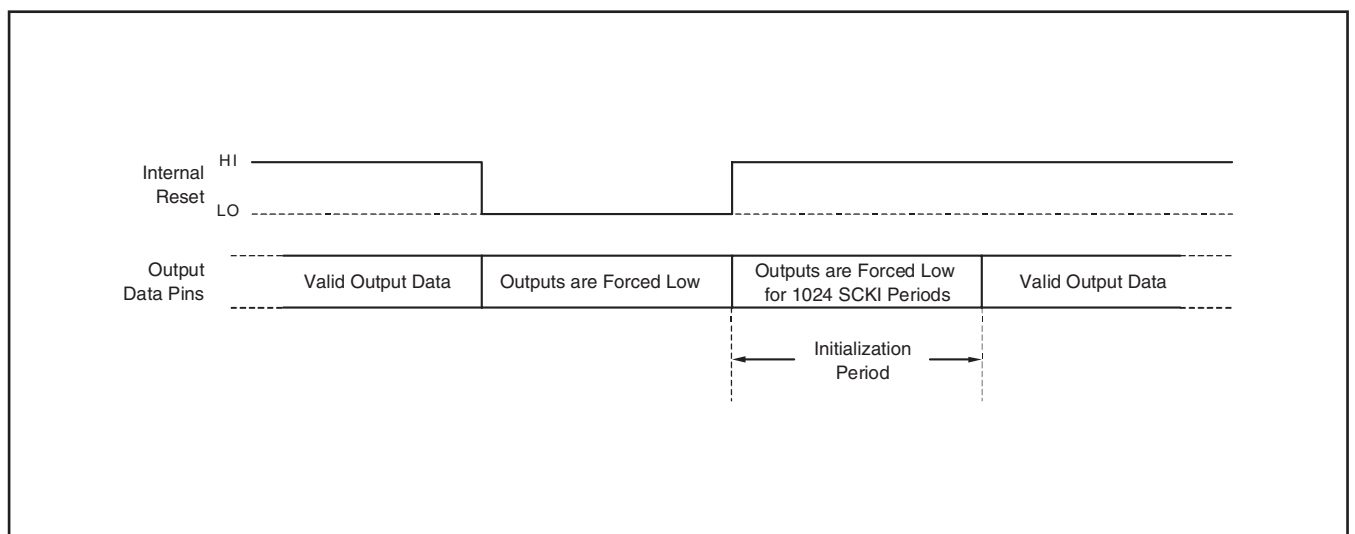 Internal
Reset
HI
LO
Output
Data Pins
Valid Output Data
Outputs are Forced Low
Outputs are Forced Low
for 1024 SCKI Periods
Valid Output Data
Initialization
Period